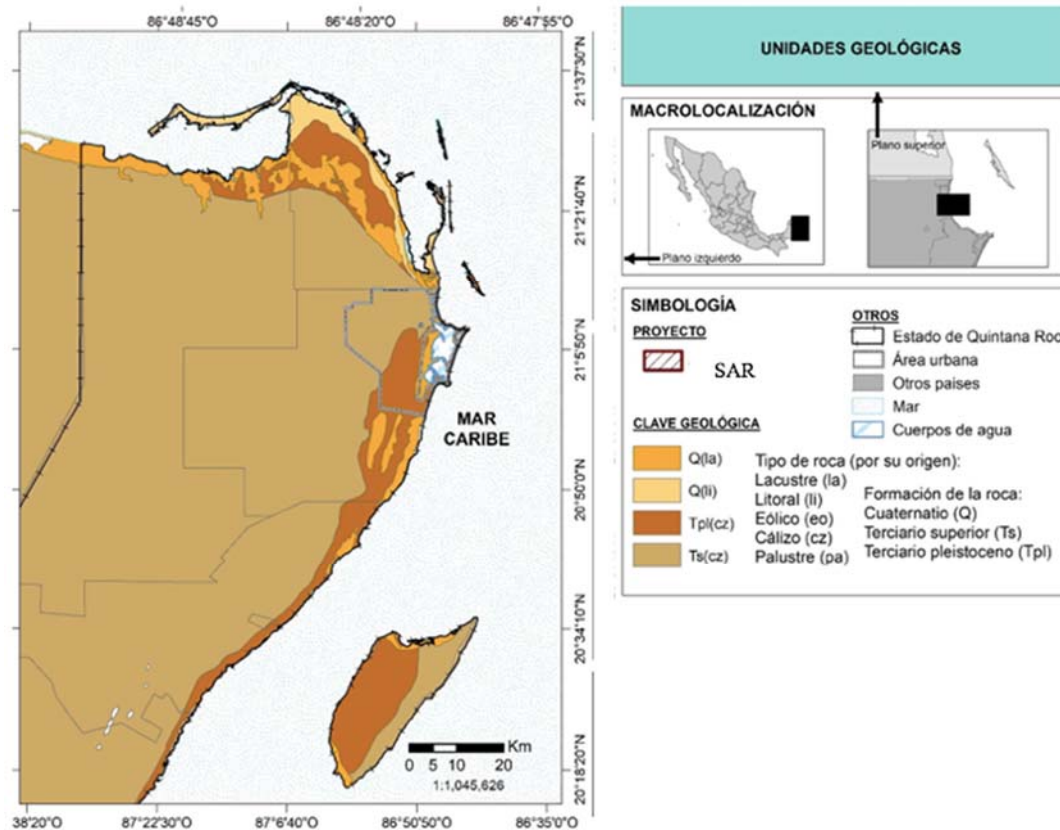 86°48'45"O
86°48'20"O
86°47'55"O
21°37'30"N
21°21'40"N
21°5'50"N
20°50'0"N
20°34'10"N
20°18'20"N
MAR
CARIBE
0 5 10 20 Km
1:1,045,626
38'20"O
87°22'30"O
87°6'40"O
86°50'50"O
86°35'0"O
UNIDADES GEOLÓGICAS
MACROLOCALIZACIÓN
Plano superior
Plano izquierdo
SIMBOLOGÍA
PROYECTO
SAR
OTROS
Estado de Quintana Roo
Área urbana
Otros paises
Mar
Cuerpos de agua
CLAVE GEOLÓGICA
Q(la)
Q(li)
Tpl(cz)
Ts(cz)
Tipo de roca (por su origen):
Lacustre (la)
Litoral (li)
Eólico (eo)
Cálizo (cz)
Palustre (pa)
Formación de la roca:
Cuaternatio (Q)
Terciario superior (Ts)
Terciario pleistoceno (Tpl)